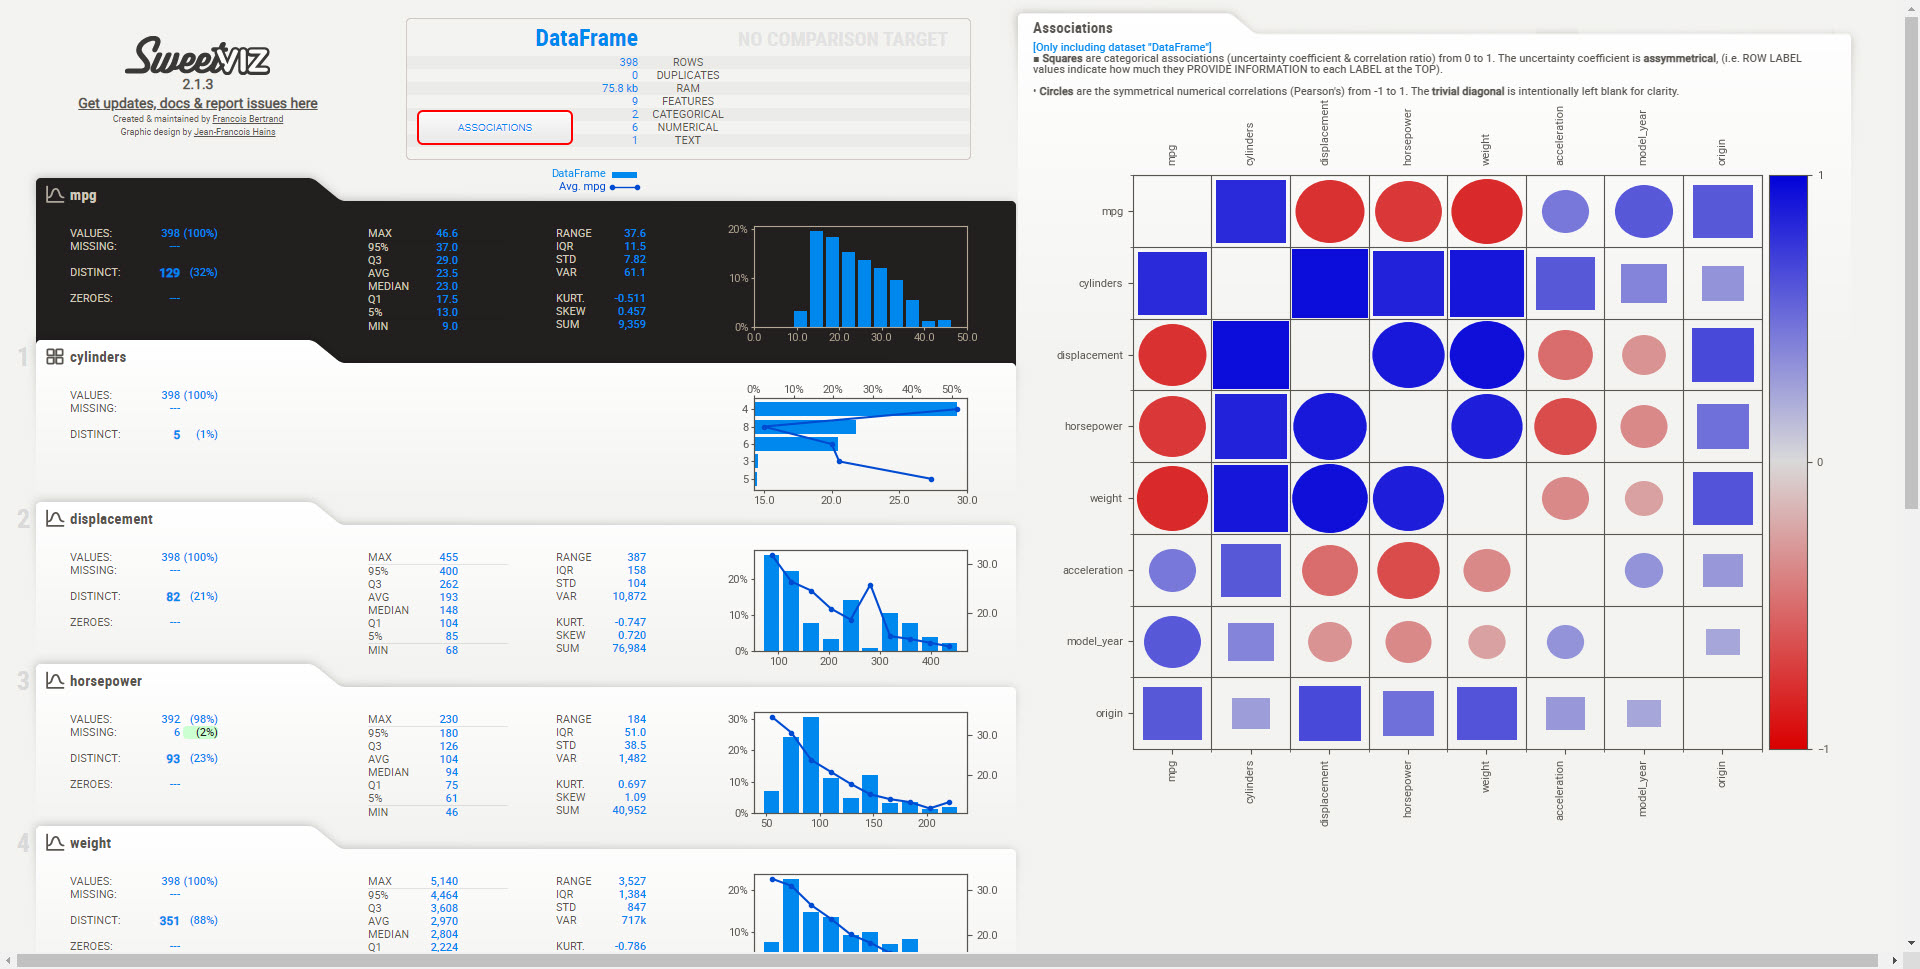 SweetVIZ
2.1.3
Get updates, docs & report issues here
Created & maintained by Francois Bertrand
Graphic design by Jean-Francois Hains
DataFrame
NO COMPARISON TARGET
398 ROWS
0 DUPLICATES
75.8 kb RAM
9 FEATURES
2 CATEGORICAL
6 NUMERICAL
1 TEXT
ASSOCIATIONS
DataFrame
Avg. mpg
mpg
VALUES: 398 (100%)
MISSING: ---
DISTINCT: 129 (32%)
ZEROES: ---
MAX 46.6
95% 37.0
Q3 29.0
AVG 23.5
MEDIAN 23.0
Q1 17.5
5% 13.0
MIN 9.0
RANGE 37.6
IQR 11.5
STD 7.82
VAR 61.1
KURT. -0.511
SKEW 0.457
SUM 9,359
20%
10%
0%
0.0 10.0 20.0 30.0 40.0 50.0
1
cylinders
VALUES: 398 (100%)
MISSING: ---
DISTINCT: 5 (1%)
0% 10% 20% 30% 40% 50%
4
8
6
3
5
15.0 20.0 25.0 30.0
2
displacement
VALUES: 398 (100%)
MISSING: ---
DISTINCT: 82 (21%)
ZEROES: ---
MAX 455
95% 400
Q3 262
AVG 193
MEDIAN 148
Q1 104
5% 85
MIN 68
RANGE 387
IQR 158
STD 104
VAR 10,872
KURT. -0.747
SKEW 0.720
SUM 76,984
20%
10%
0%
30.0
20.0
100 200 300 400
3
horsepower
VALUES: 392 (98%)
MISSING: 6 (2%)
DISTINCT: 93 (23%)
ZEROES: ---
MAX 230
95% 180
Q3 126
AVG 104
MEDIAN 94
Q1 75
5% 61
MIN 46
RANGE 184
IQR 51.0
STD 38.5
VAR 1,482
KURT. 0.697
SKEW 1.09
SUM 40,952
30%
20%
10%
0%
30.0
20.0
50 100 150 200
4
weight
VALUES: 398 (100%)
MISSING: ---
DISTINCT: 351 (88%)
ZEROES: ---
MAX 5,140
95% 4,464
Q3 3,608
AVG 2,970
MEDIAN 2,804
Q1 2,224
RANGE 3,527
IQR 1,384
STD 847
VAR 717k
KURT. -0.786
20%
10%
30.0
20.0
Associations
[Only including dataset "DataFrame"]
■ Squares are categorical associations (uncertainty coefficient & correlation ratio) from 0 to 1. The uncertainty coefficient is assymmetrical, (i.e. ROW LABEL
values indicate how much they PROVIDE INFORMATION to each LABEL at the TOP).
• Circles are the symmetrical numerical correlations (Pearson's) from -1 to 1. The trivial diagonal is intentionally left blank for clarity.
mpg cylinders displacement horsepower weight acceleration model_year origin
mpg
cylinders
displacement
horsepower
weight
acceleration
model_year
origin
1
0
−1
mpg cylinders displacement horsepower weight acceleration model_year origin